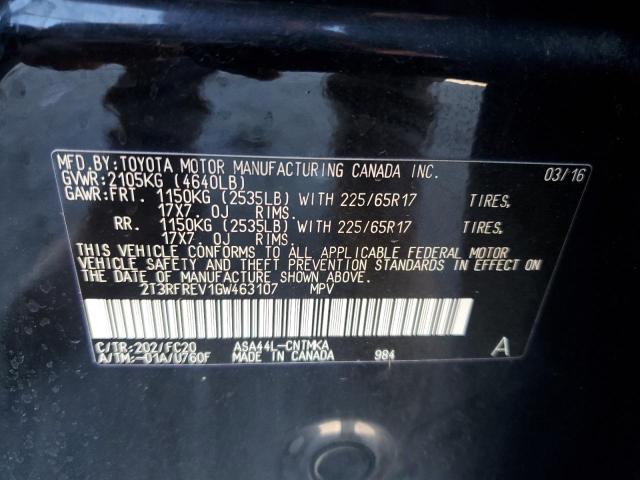 MFD.BY:TOYOTA MOTOR MANUFACTURING CANADA INC. 03/16
GVWR:2105KG (4640LB)
GAWR:FRT. 1150KG (2535LB) WITH 225/65R17 TIRES,
17X7. 0J RIMS.
RR. 1150KG (2535LB) WITH 225/65R17 TIRES,
17X7. 0J RIMS.
THIS VEHICLE CONFORMS TO ALL APPLICABLE FEDERAL MOTOR
VEHICLE SAFETY AND THEFT PREVENTION STANDARDS IN EFFECT ON
THE DATE OF MANUFACTURE SHOWN ABOVE.
2T3RFREV1GW463107 MPV
C/TR:202/FC20 ASA44L-CNTMKA
A/TM:-01A/U760F MADE IN CANADA 984 A